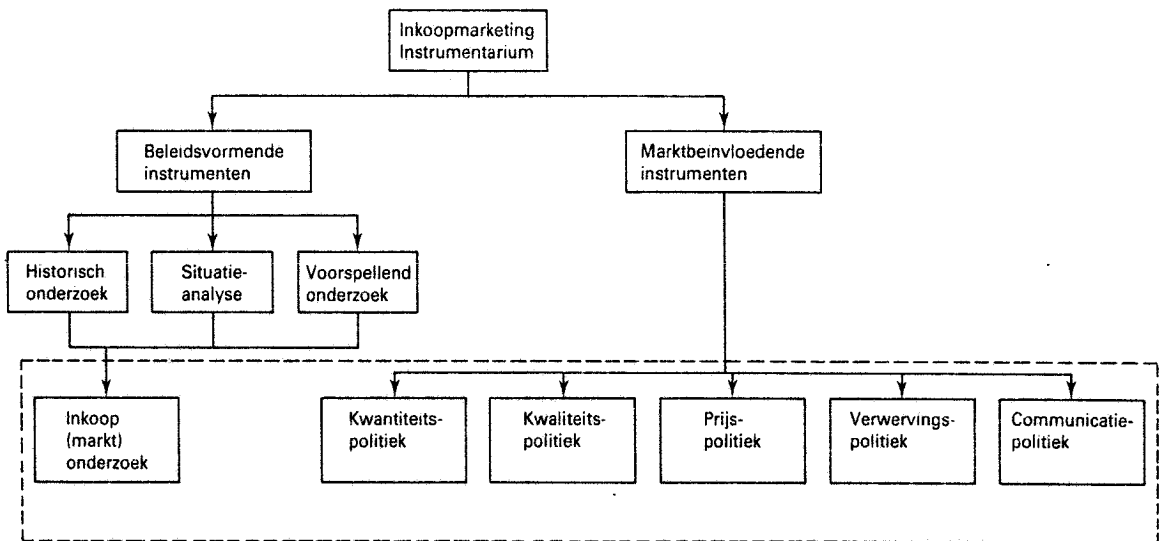 Inkoopmarketing
Instrumentarium
Beleidsvormende
instrumenten
Marktbeinvloedende
instrumenten
Historisch
onderzoek
Situatie-
analyse
Voorspellend
onderzoek
Inkoop
(markt)
onderzoek
Kwantiteits-
politiek
Kwaliteits-
politiek
Prijs-
politiek
Verwervings-
politiek
Communicatie-
politiek